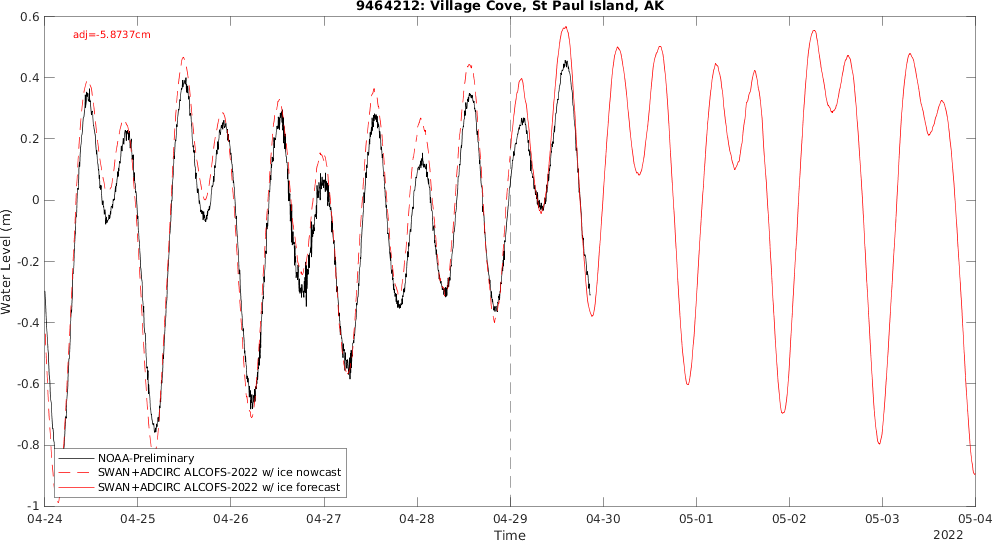 9464212: Village Cove, St Paul Island, AK
adj=-5.8737cm
0.6
0.4
0.2
0
-0.2
-0.4
-0.6
-0.8
-1
Water Level (m)
NOAA-Preliminary
SWAN+ADCIRC ALCOFS-2022 w/ ice nowcast
SWAN+ADCIRC ALCOFS-2022 w/ ice forecast
04-24 04-25 04-26 04-27 04-28 04-29 04-30 05-01 05-02 05-03 05-04
Time
2022